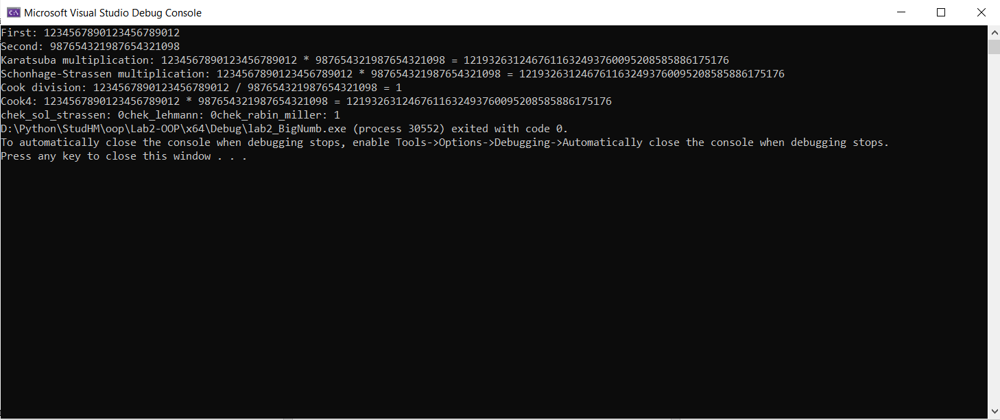 Microsoft Visual Studio Debug Console
First: 1234567890123456789012
Second: 987654321987654321098
Karatsuba multiplication: 1234567890123456789012 * 987654321987654321098 = 1219326312467611632493760095208585886175176
Schonhage-Strassen multiplication: 1234567890123456789012 * 987654321987654321098 = 1219326312467611632493760095208585886175176
Cook division: 1234567890123456789012 / 987654321987654321098 = 1
Cook4: 1234567890123456789012 * 987654321987654321098 = 1219326312467611632493760095208585886175176
chek_sol_strassen: 0chek_lehmann: 0chek_rabin_miller: 1
D:\Python\StudHM\oop\Lab2-OOP\x64\Debug\lab2_BigNumb.exe (process 30552) exited with code 0.
To automatically close the console when debugging stops, enable Tools->Options->Debugging->Automatically close the console when debugging stops.
Press any key to close this window . . .